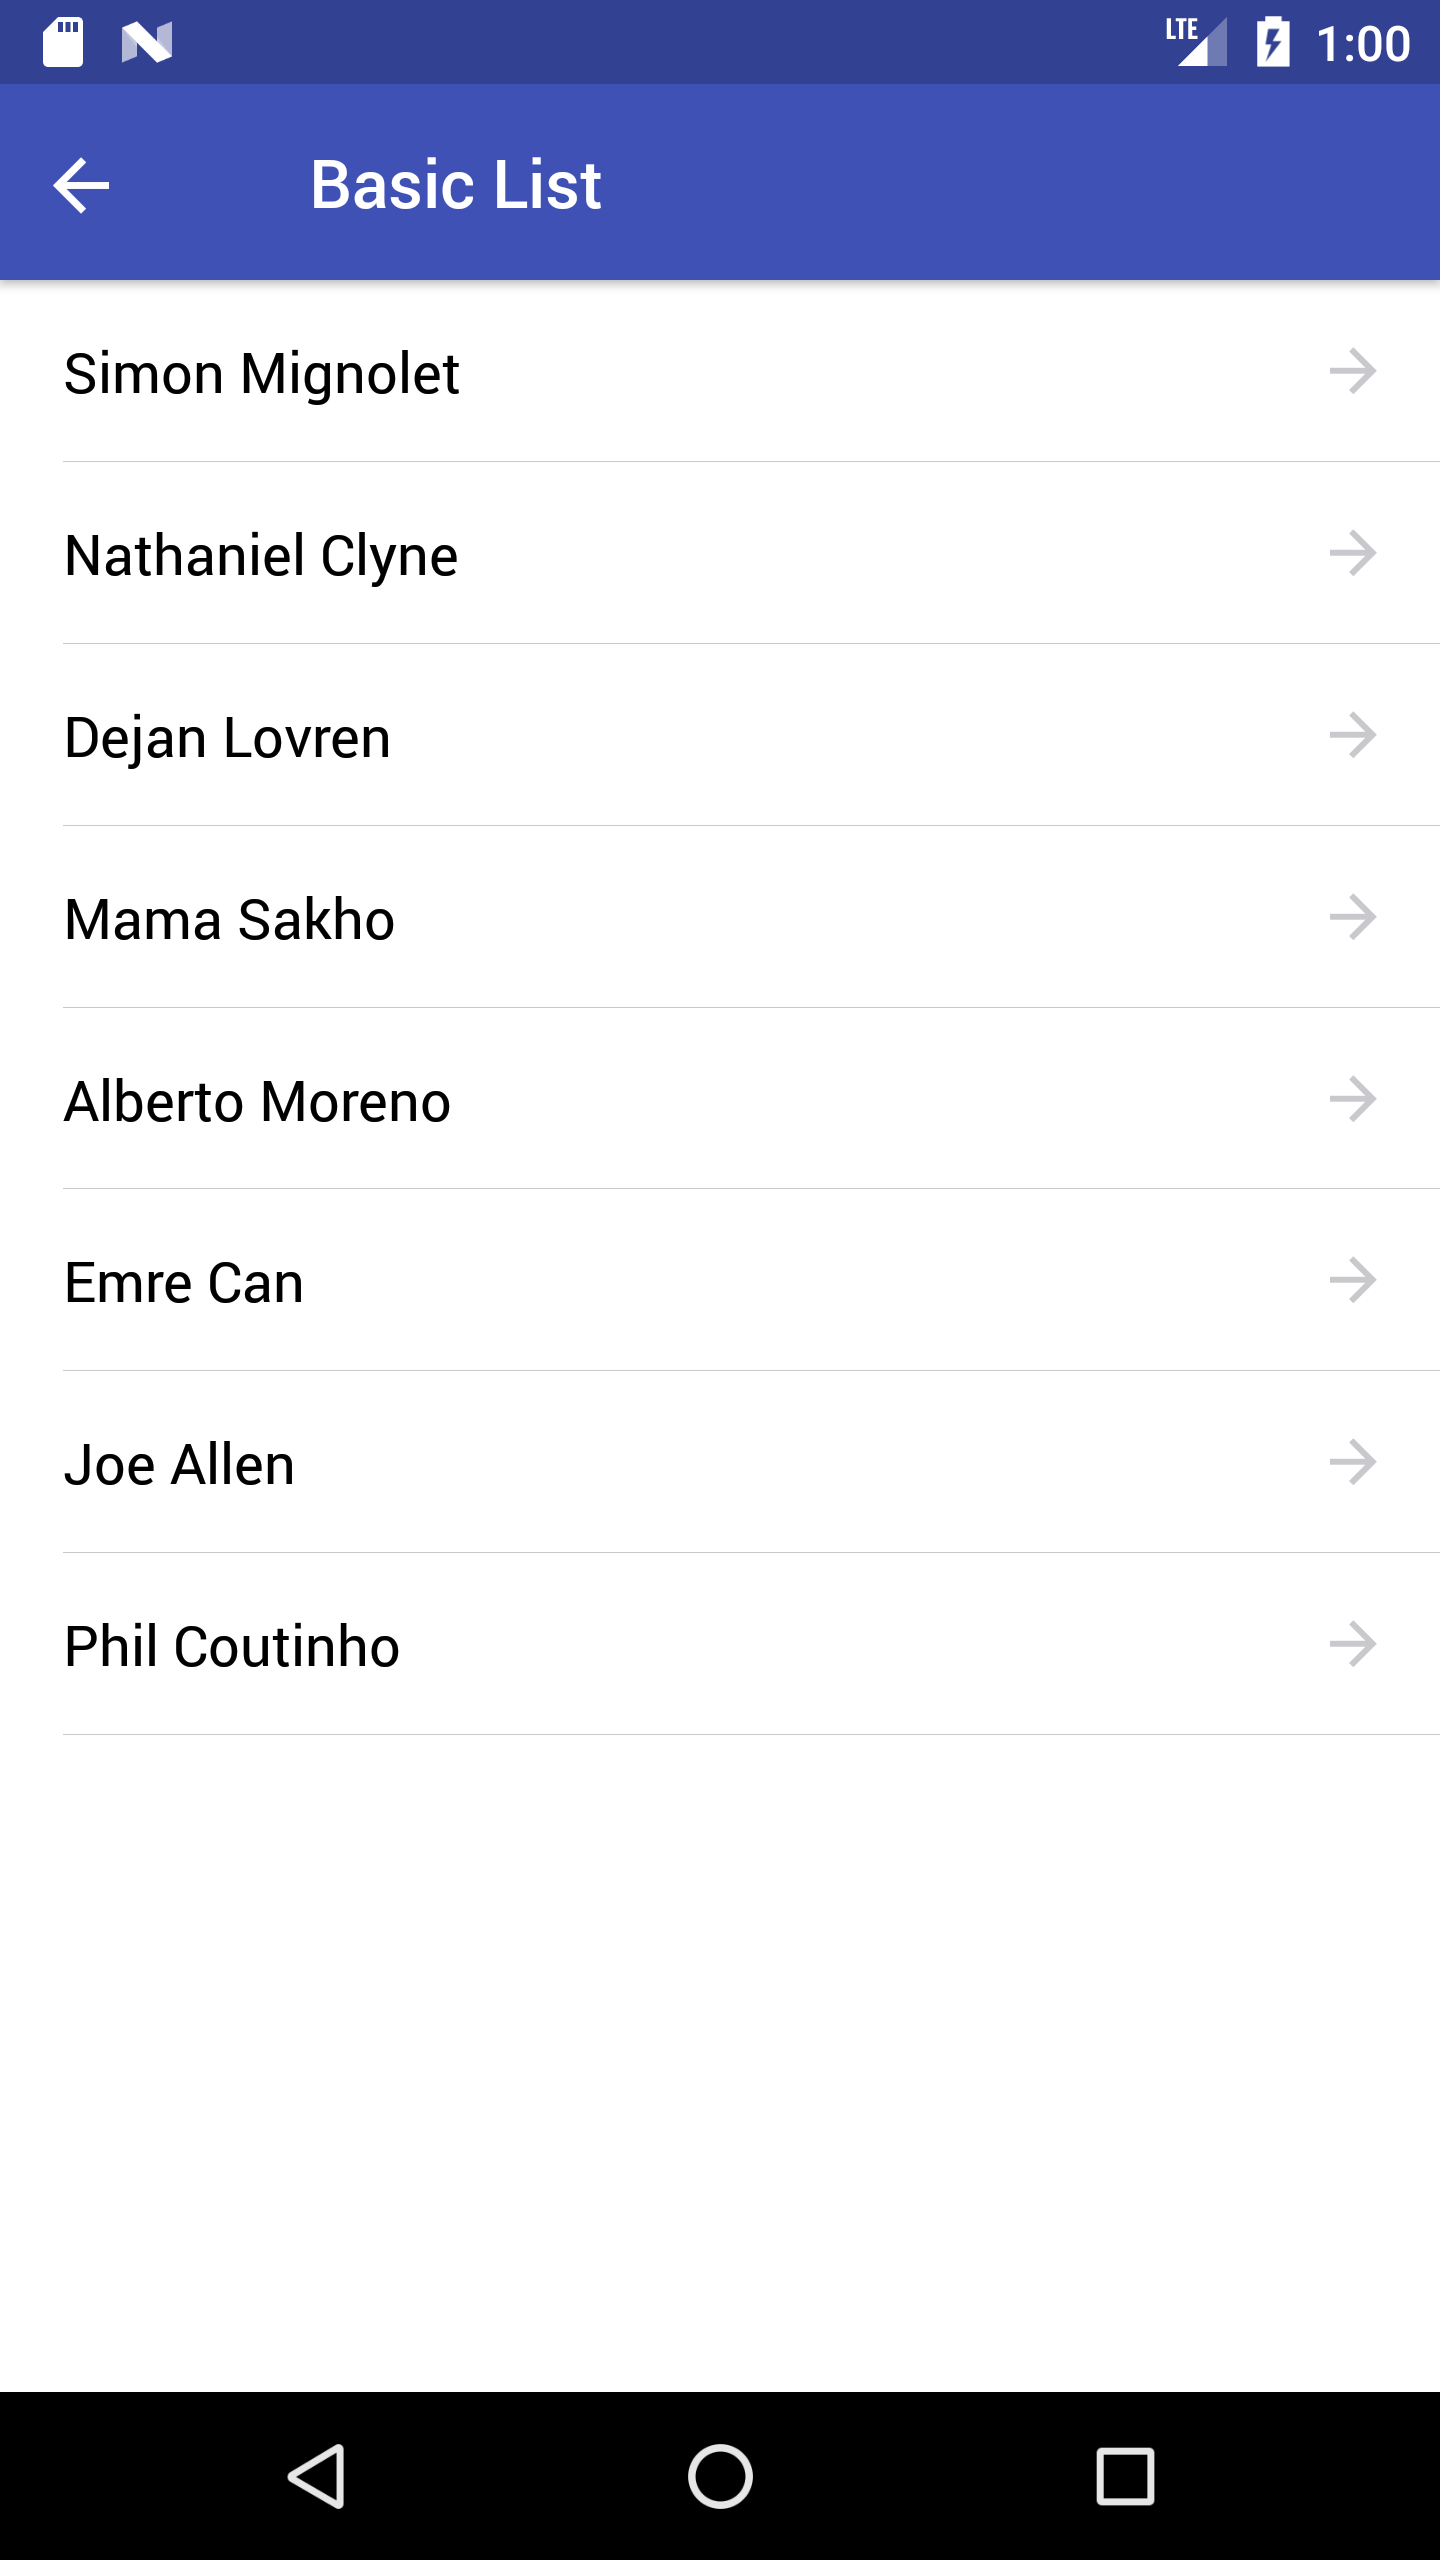 LTE 1:00
Basic List
Simon Mignolet
Nathaniel Clyne
Dejan Lovren
Mama Sakho
Alberto Moreno
Emre Can
Joe Allen
Phil Coutinho